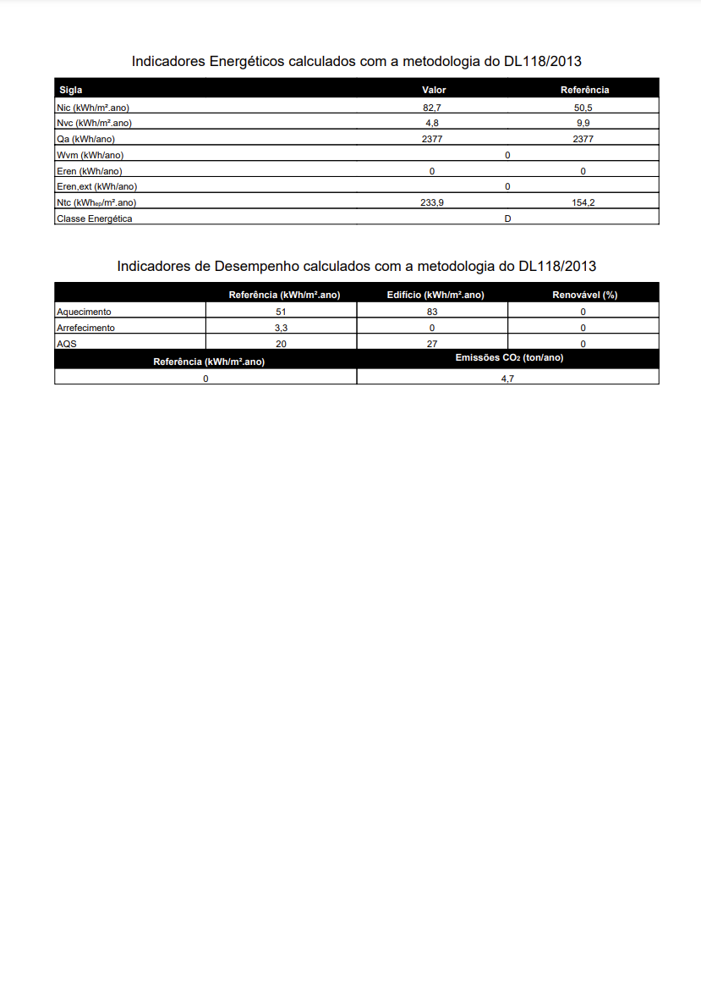 Indicadores Energéticos calculados com a metodologia do DL118/2013
Sigla Valor Referência
Nic (kWh/m².ano) 82,7 50,5
Nvc (kWh/m².ano) 4,8 9,9
Qa (kWh/ano) 2377 2377
Wvm (kWh/ano) 0
Eren (kWh/ano) 0 0
Eren,ext (kWh/ano) 0
Ntc (kWhep/m².ano) 233,9 154,2
Classe Energética D
Indicadores de Desempenho calculados com a metodologia do DL118/2013
Referência (kWh/m².ano) Edifício (kWh/m².ano) Renovável (%)
Aquecimento 51 83 0
Arrefecimento 3,3 0 0
AQS 20 27 0
Referência (kWh/m².ano) Emissões CO2 (ton/ano)
0 4,7